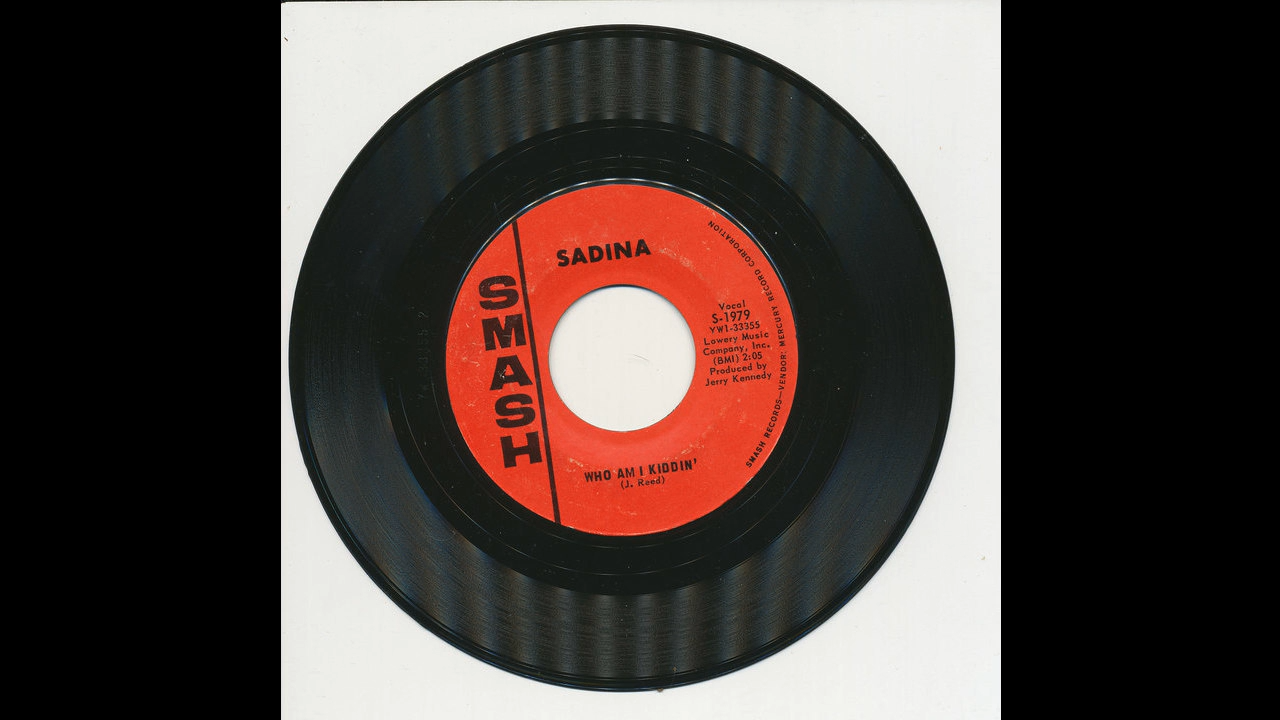 SADINA
SMASH
Vocal
S-1979
YW1-33355
Lowery Music
Company, Inc.
(BMI) 2:05
Produced by
Jerry Kennedy
SMASH RECORDS—VENDOR: MERCURY RECORD CORPORATION
WHO AM I KIDDIN'
(J. Reed)